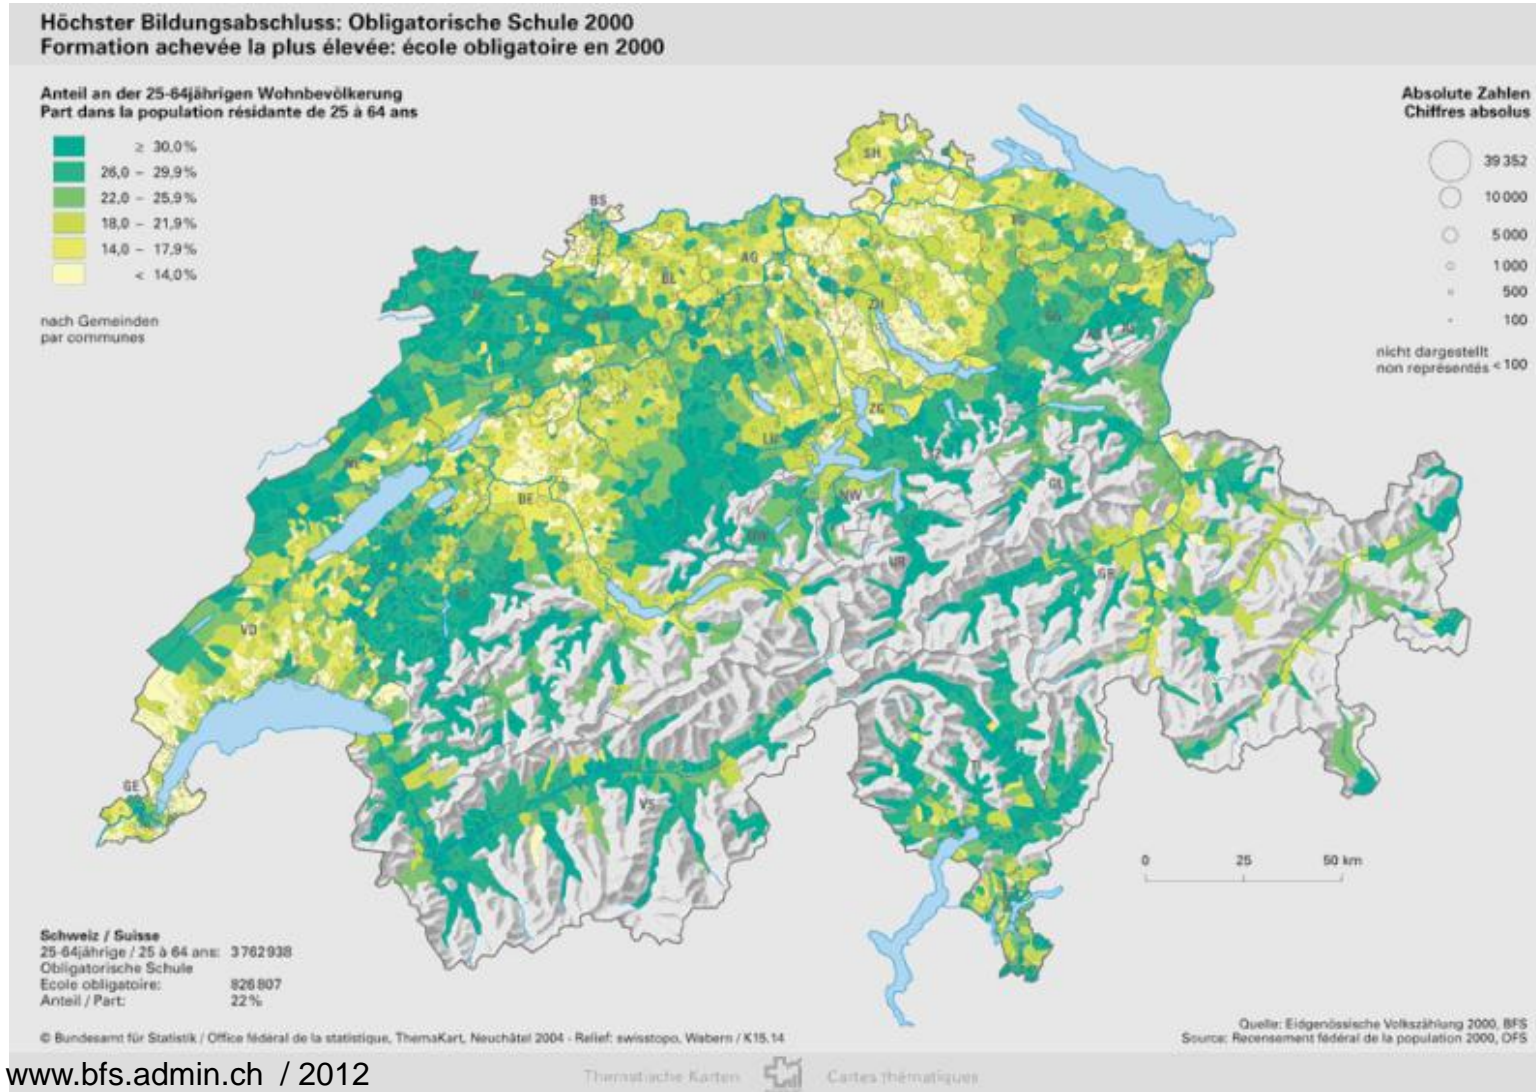 Höchster Bildungsabschluss: Obligatorische Schule 2000
Formation achevée la plus élevée: école obligatoire en 2000
Anteil an der 25-64jährigen Wohnbevölkerung
Part dans la population résidante de 25 à 64 ans
≥ 30,0%
26,0 – 29,9%
22,0 – 25,9%
18,0 – 21,9%
14,0 – 17,9%
< 14,0%
nach Gemeinden
par communes
Absolute Zahlen
Chiffres absolus
39 352
10 000
5 000
1 000
500
100
nicht dargestellt
non représentés < 100
SH
BS
TG
AG
BL
ZH
ZG
LU
NE
BE
NW
OW
GL
UR
GR
VD
GE
VS
TI
0 25 50 km
Schweiz / Suisse
25-64jährige / 25 à 64 ans: 3 762 938
Obligatorische Schule
Ecole obligatoire: 826 807
Anteil / Part: 22%
© Bundesamt für Statistik / Office fédéral de la statistique, ThemaKart, Neuchâtel 2004 - Relief: swisstopo, Wabern / K15.14
Quelle: Eidgenössische Volkszählung 2000, BFS
Source: Recensement fédéral de la population 2000, OFS
www.bfs.admin.ch / 2012
Thematische Karten Cartes thématiques